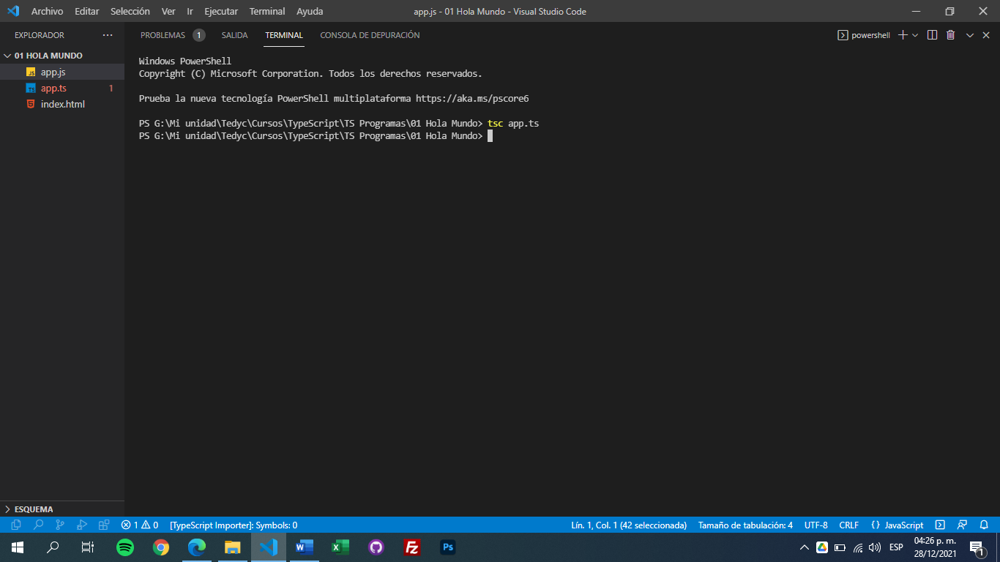 Archivo Editar Selección Ver Ir Ejecutar Terminal Ayuda app.js - 01 Hola Mundo - Visual Studio Code
EXPLORADOR ··· PROBLEMAS 1 SALIDA TERMINAL CONSOLA DE DEPURACIÓN powershell
01 HOLA MUNDO
JS app.js
TS app.ts 1
index.html
Windows PowerShell
Copyright (C) Microsoft Corporation. Todos los derechos reservados.
Prueba la nueva tecnología PowerShell multiplataforma https://aka.ms/pscore6
PS G:\Mi unidad\Tedyc\Cursos\TypeScript\TS Programas\01 Hola Mundo> tsc app.ts
PS G:\Mi unidad\Tedyc\Cursos\TypeScript\TS Programas\01 Hola Mundo>
ESQUEMA
1 0 [TypeScript Importer]: Symbols: 0 Lín. 1, Col. 1 (42 seleccionada) Tamaño de tabulación: 4 UTF-8 CRLF {} JavaScript
W X Fz Ps ESP 04:26 p. m.
28/12/2021 1